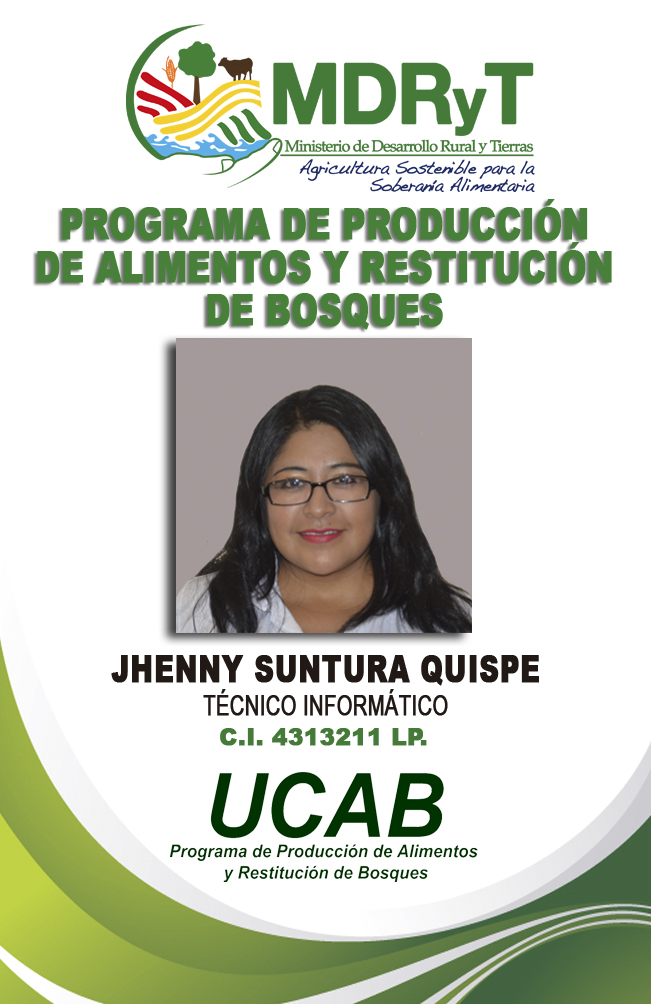 MDRyT
Ministerio de Desarrollo Rural y Tierras
Agricultura Sostenible para la
Soberanía Alimentaria
PROGRAMA DE PRODUCCIÓN
DE ALIMENTOS Y RESTITUCIÓN
DE BOSQUES
JHENNY SUNTURA QUISPE
TÉCNICO INFORMÁTICO
C.I. 4313211 LP.
UCAB
Programa de Producción de Alimentos
y Restitución de Bosques